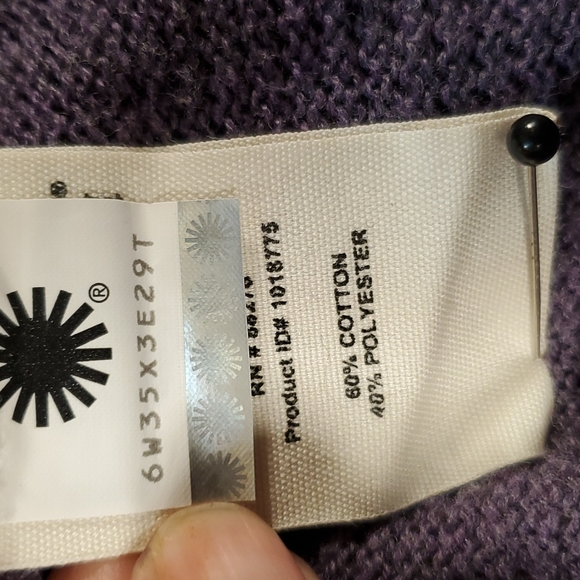 ®
®
6W35X3E29T
RN #
Product ID# 1018775
60% COTTON
40% POLYESTER